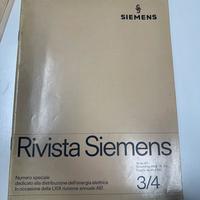 SIEMENS
Rivista Siemens
Numero speciale
dedicato alla distribuzione dell'energia elettrica
in occasione della LXIX riunione annuale AEI
3/4